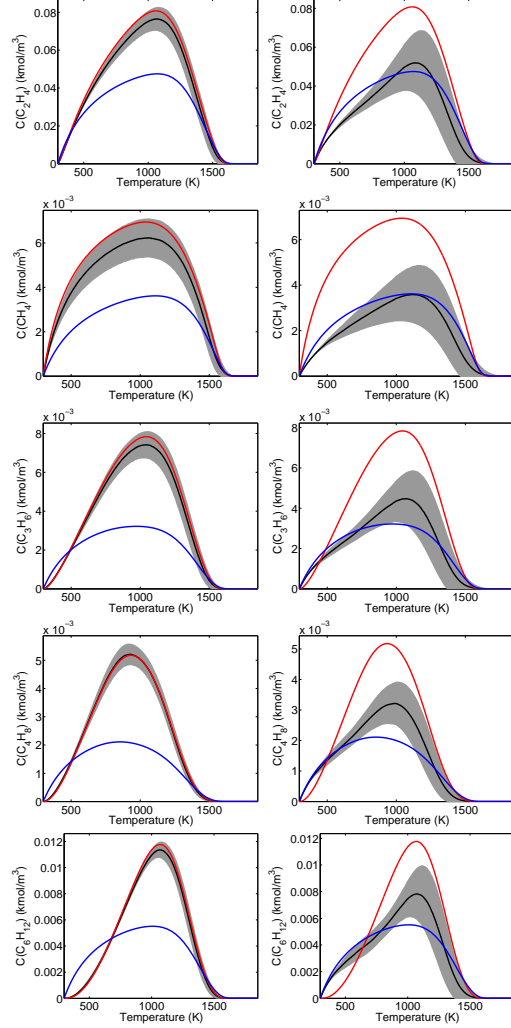 C(C₂H₄) (kmol/m³)
0.08
0.06
0.04
0.02
0
500 1000 1500
Temperature (K)
C(C₂H₄) (kmol/m³)
0.08
0.06
0.04
0.02
0
500 1000 1500
Temperature (K)
x 10⁻³
C(CH₄) (kmol/m³)
6
4
2
0
500 1000 1500
Temperature (K)
x 10⁻³
C(CH₄) (kmol/m³)
6
4
2
0
500 1000 1500
Temperature (K)
x 10⁻³
C(C₃H₆) (kmol/m³)
8
6
4
2
0
500 1000 1500
Temperature (K)
x 10⁻³
C(C₃H₆) (kmol/m³)
8
6
4
2
0
500 1000 1500
Temperature (K)
x 10⁻³
C(C₄H₈) (kmol/m³)
5
4
3
2
1
0
500 1000 1500
Temperature (K)
x 10⁻³
C(C₄H₈) (kmol/m³)
5
4
3
2
1
0
500 1000 1500
Temperature (K)
C(C₆H₁₂) (kmol/m³)
0.012
0.01
0.008
0.006
0.004
0.002
0
500 1000 1500
Temperature (K)
C(C₆H₁₂) (kmol/m³)
0.012
0.01
0.008
0.006
0.004
0.002
0
500 1000 1500
Temperature (K)